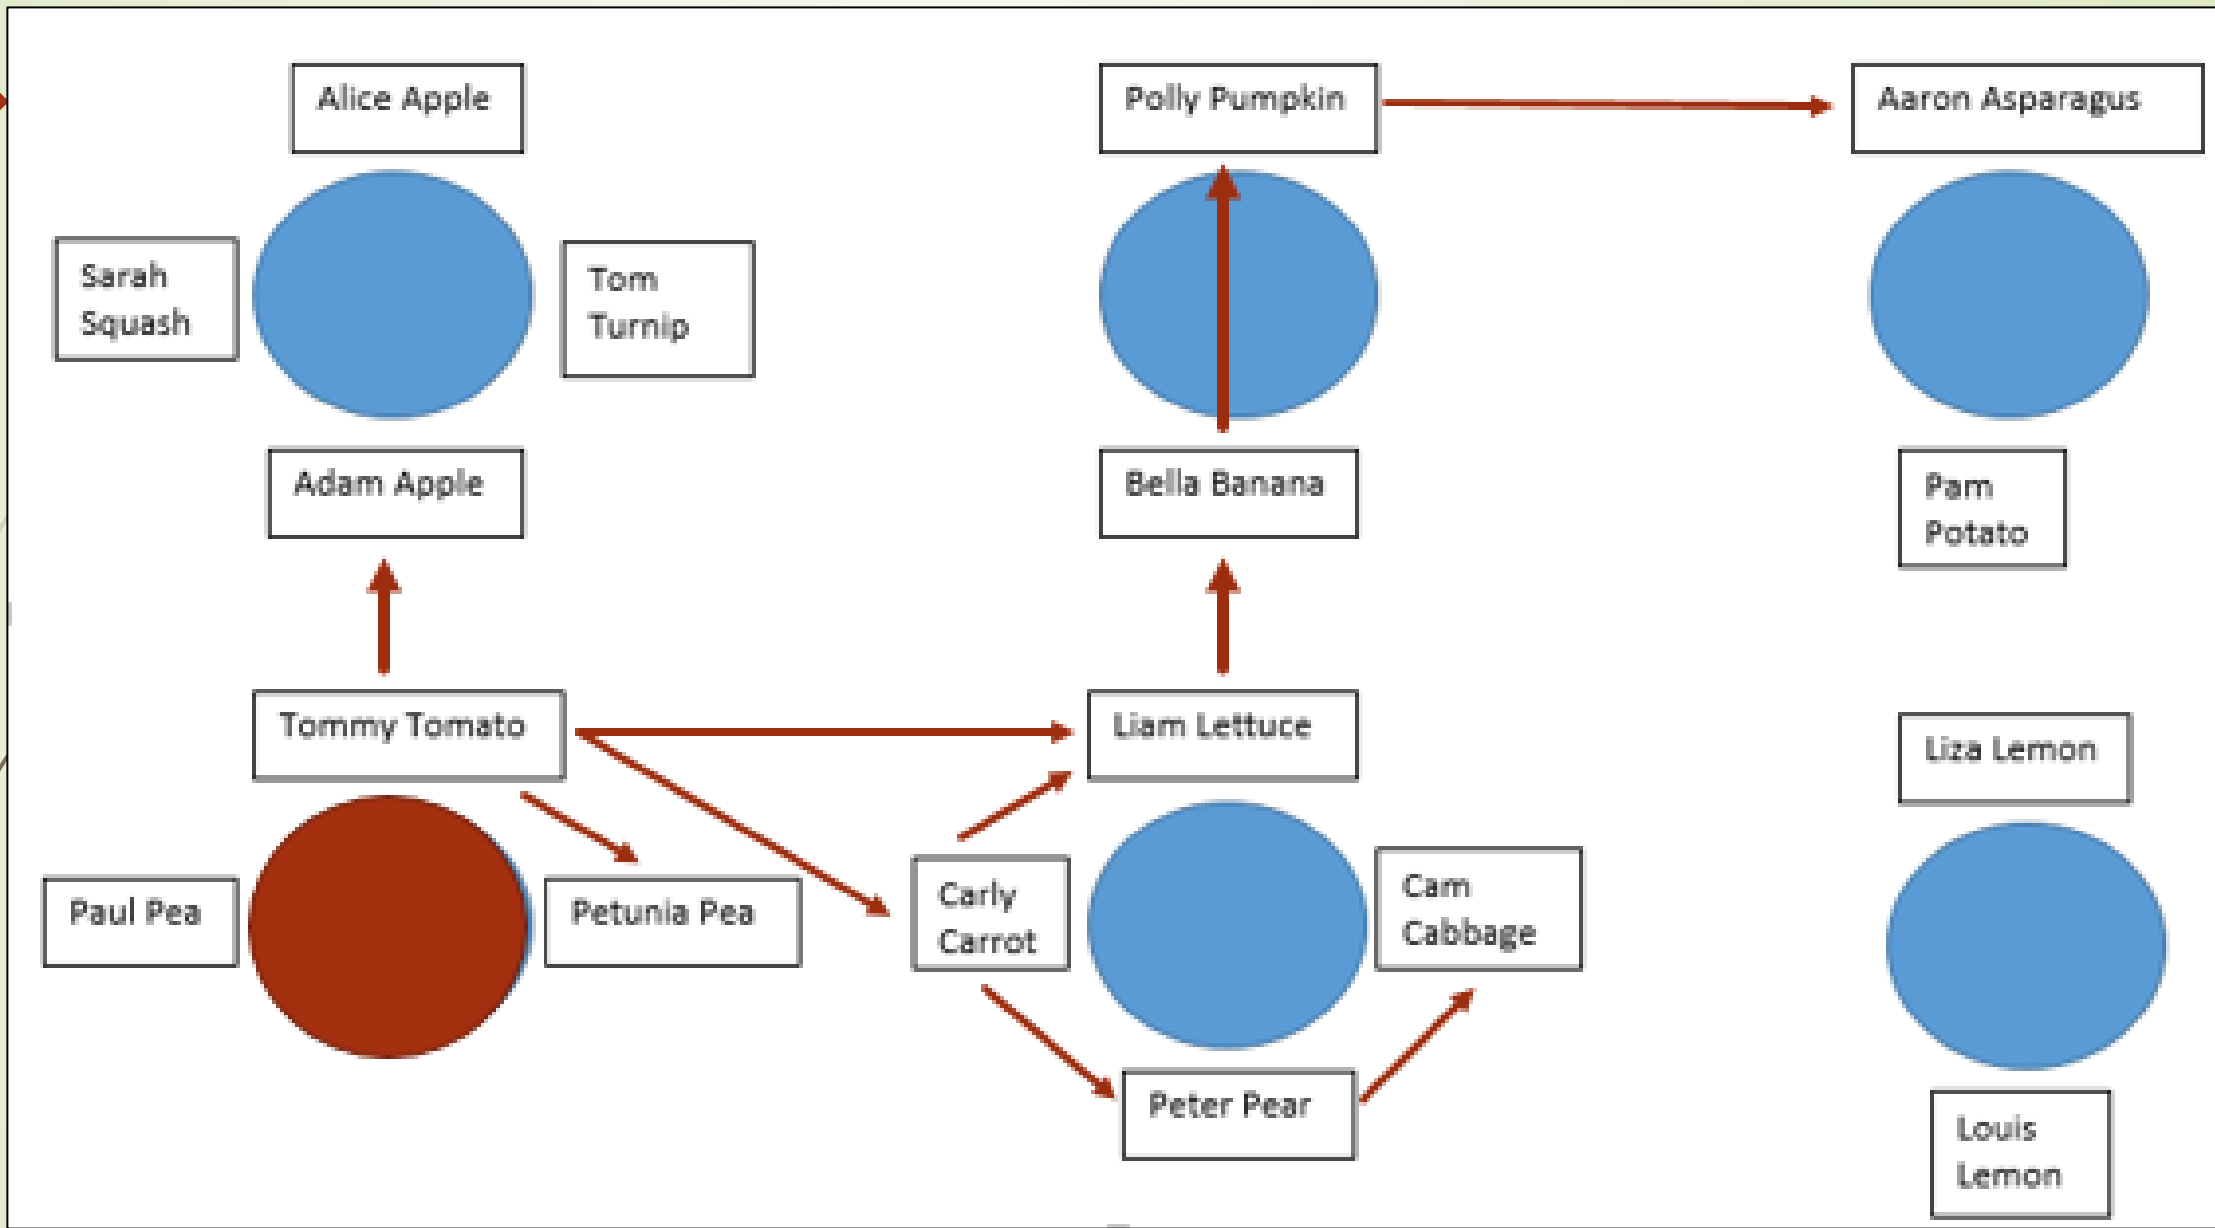 Alice Apple
Polly Pumpkin
Aaron Asparagus
Sarah
Squash
Tom
Turnip
Adam Apple
Bella Banana
Pam
Potato
Tommy Tomato
Liam Lettuce
Liza Lemon
Paul Pea
Petunia Pea
Carly
Carrot
Cam
Cabbage
Peter Pear
Louis
Lemon